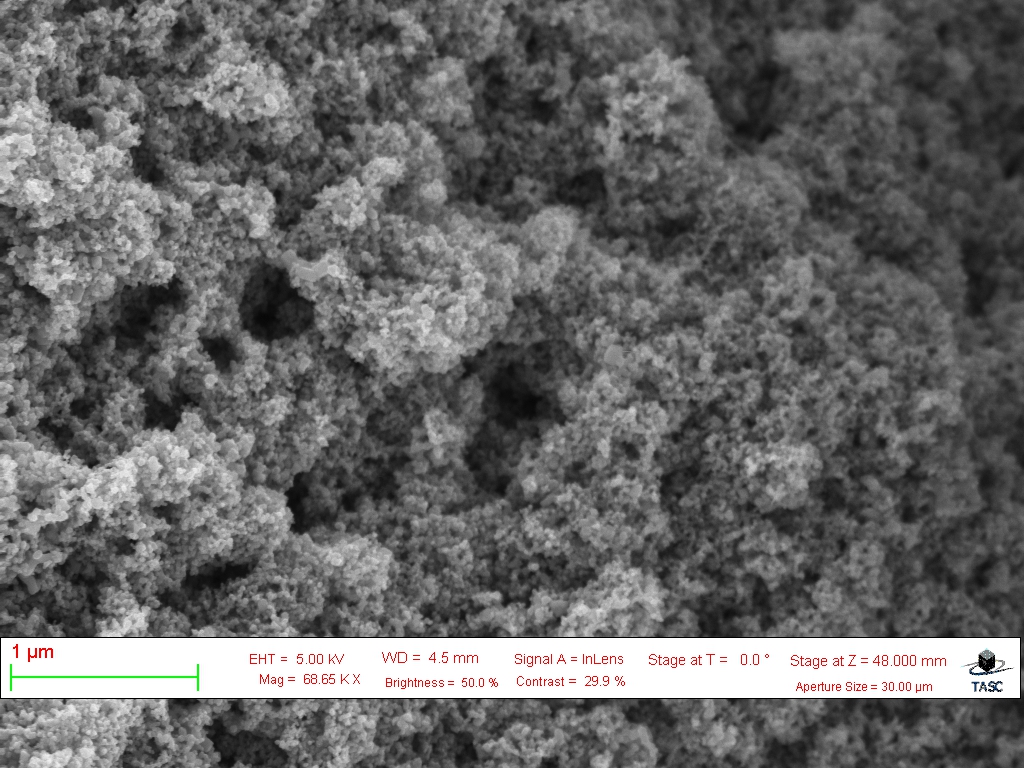 1 µm
EHT = 5.00 kV WD = 4.5 mm Signal A = InLens Stage at T = 0.0 ° Stage at Z = 48.000 mm
Mag = 68.65 K X Brightness = 50.0 % Contrast = 29.9 % Aperture Size = 30.00 µm
TASC